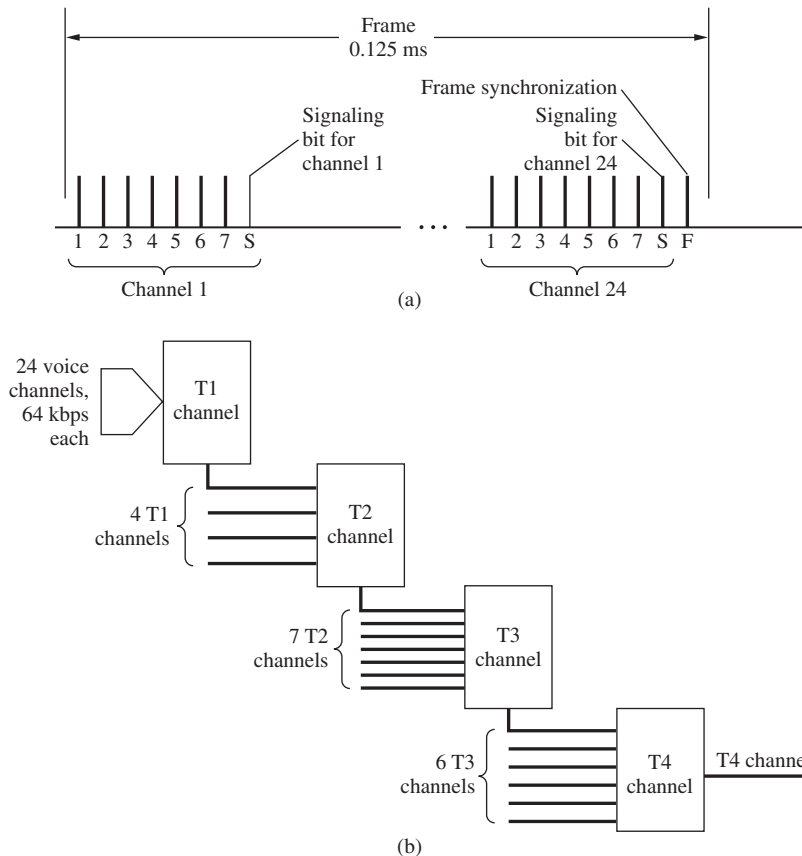 Frame
0.125 ms
Frame synchronization
Signaling
bit for
channel 1
Signaling
bit for
channel 24
1 2 3 4 5 6 7 S
. . .
1 2 3 4 5 6 7 S F
Channel 1
Channel 24
(a)
24 voice
channels,
64 kbps
each
T1
channel
4 T1
channels
T2
channel
7 T2
channels
T3
channel
6 T3
channels
T4
channel
T4 channel
(b)